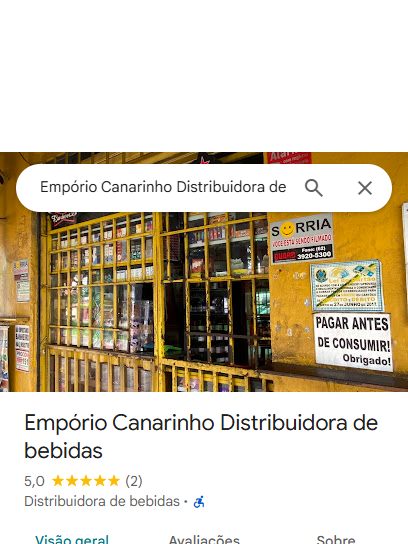 Empório Canarinho Distribuidora de
SORRIA
VOCÊ ESTÁ SENDO FILMADO
Fone: (62)
3920-5300
PAGAR ANTES
DE CONSUMIR!
Obrigado!
Empório Canarinho Distribuidora de
bebidas
5,0 (2)
Distribuidora de bebidas ·
Visão geral Avaliações Sobre